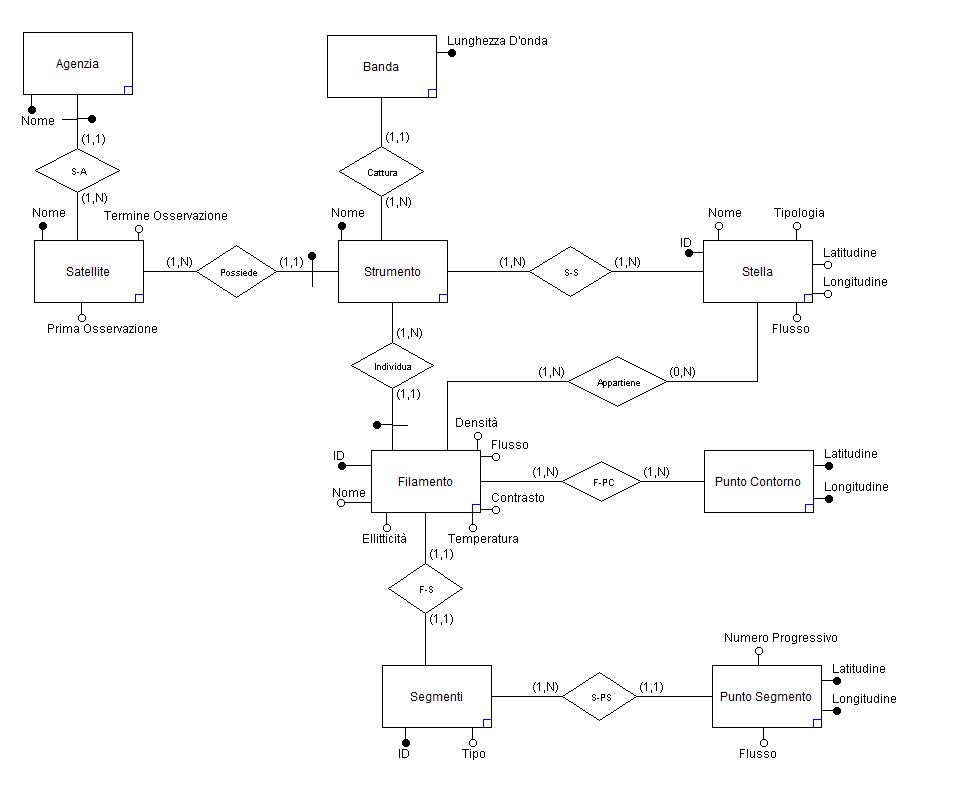 Lunghezza D'onda
Agenzia
Banda
Nome
(1,1)
(1,1)
S-A
Cattura
(1,N)
(1,N)
Nome
Termine Osservazione
Nome
Nome
Tipologia
ID
Latitudine
Satellite
(1,N)
Possiede
(1,1)
Strumento
(1,N)
S-S
(1,N)
Stella
Longitudine
Prima Osservazione
Flusso
(1,N)
Individua
(1,N)
Appartiene
(0,N)
(1,1)
Densità
Flusso
ID
Latitudine
Filamento
(1,N)
F-PC
(1,N)
Punto Contorno
Nome
Contrasto
Longitudine
Ellitticità
Temperatura
(1,1)
F-S
(1,1)
Numero Progressivo
Latitudine
Segmenti
(1,N)
S-PS
(1,1)
Punto Segmento
Longitudine
ID
Tipo
Flusso